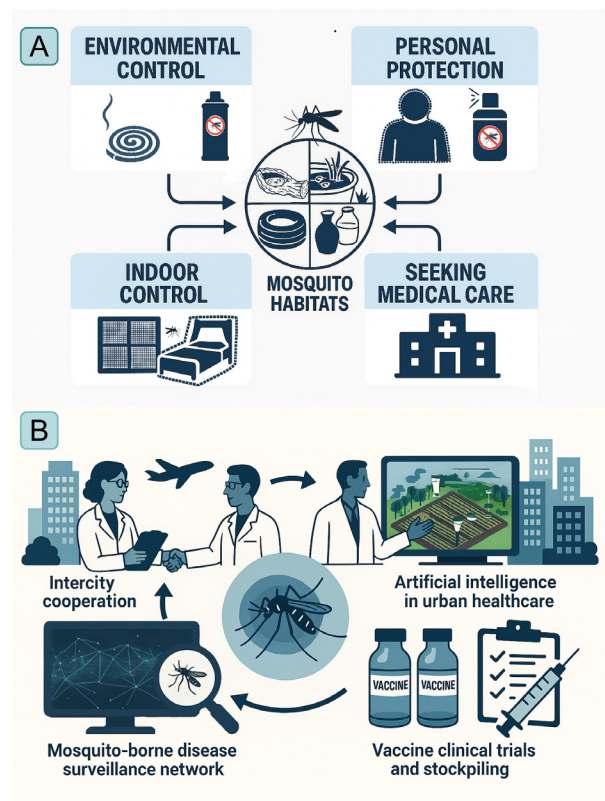 A
ENVIRONMENTAL
CONTROL
PERSONAL
PROTECTION
INDOOR
CONTROL
MOSQUITO
HABITATS
SEEKING
MEDICAL CARE
B
Intercity
cooperation
Artificial intelligence
in urban healthcare
VACCINE
VACCINE
Mosquito-borne disease
surveillance network
Vaccine clinical trials
and stockpiling